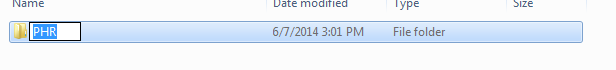 Name Date modified Type Size
PHR 6/7/2014 3:01 PM File folder